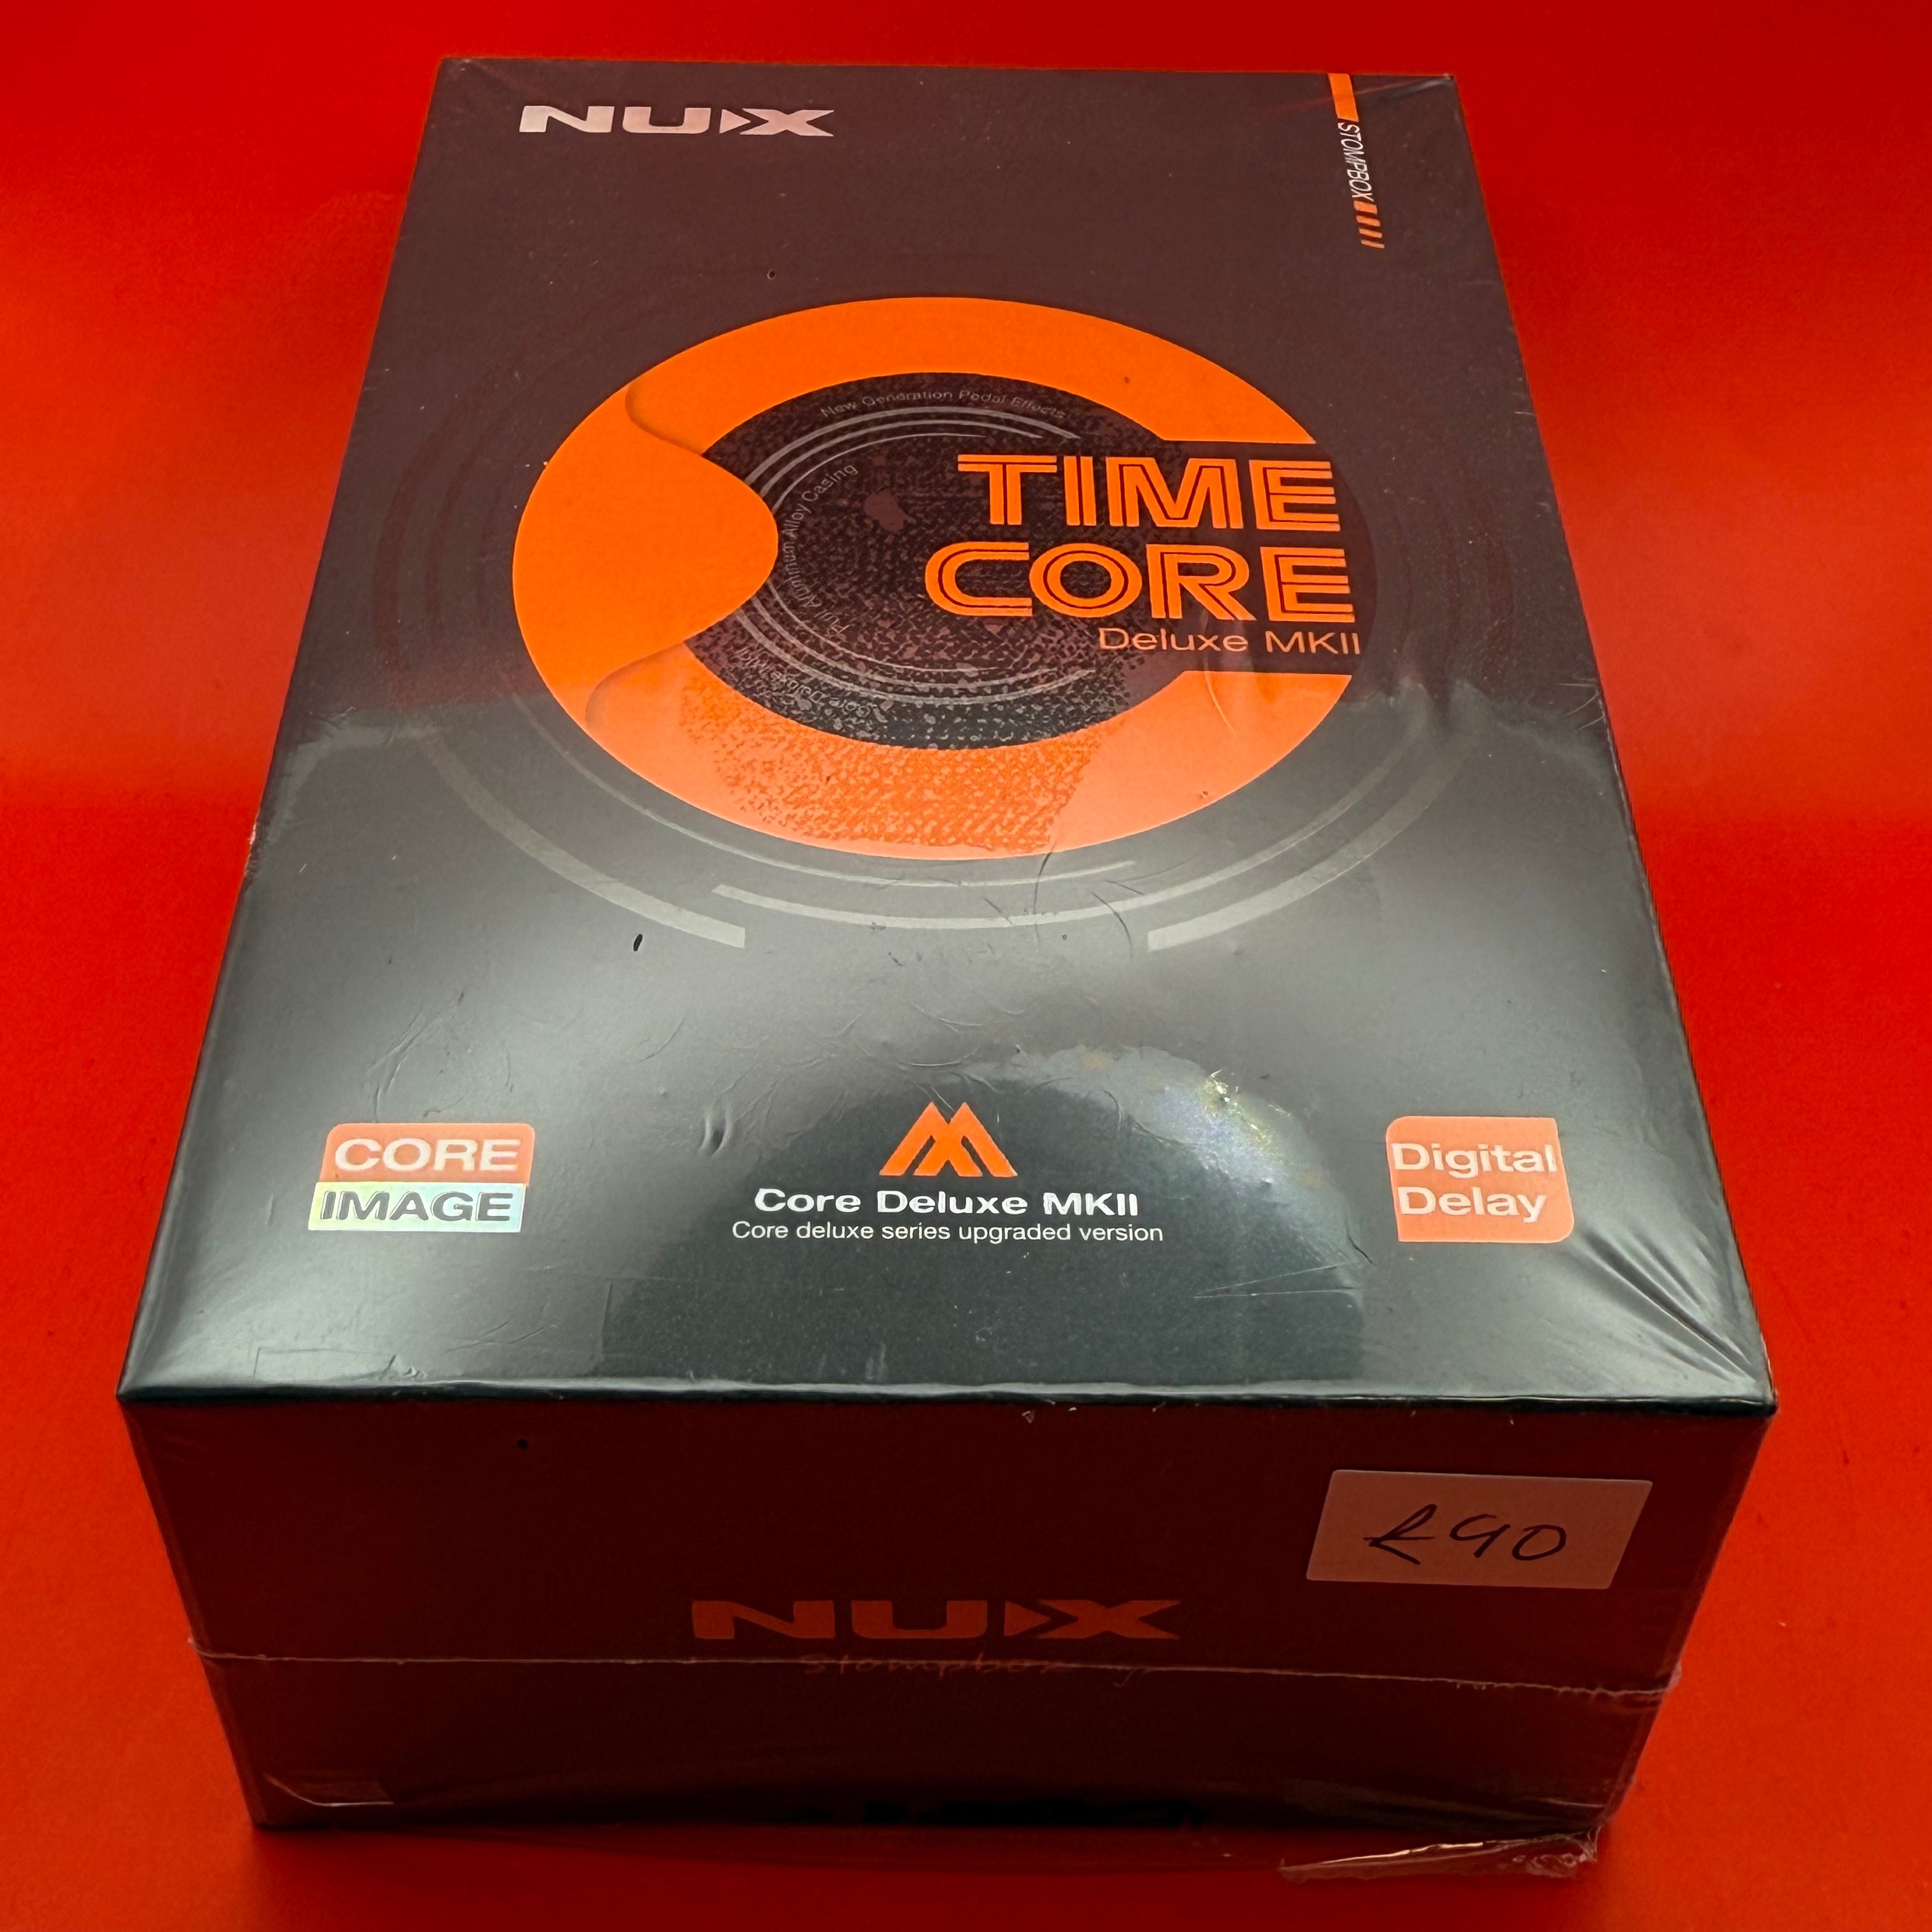 NUX
STOMPBOX
New Generation Pedal Effects
Aluminum Alloy Casing
TIME
CORE
Deluxe MKII
CORE
IMAGE
Core Deluxe MKII
Core deluxe series upgraded version
Digital
Delay
£90
NUX
Stompbox